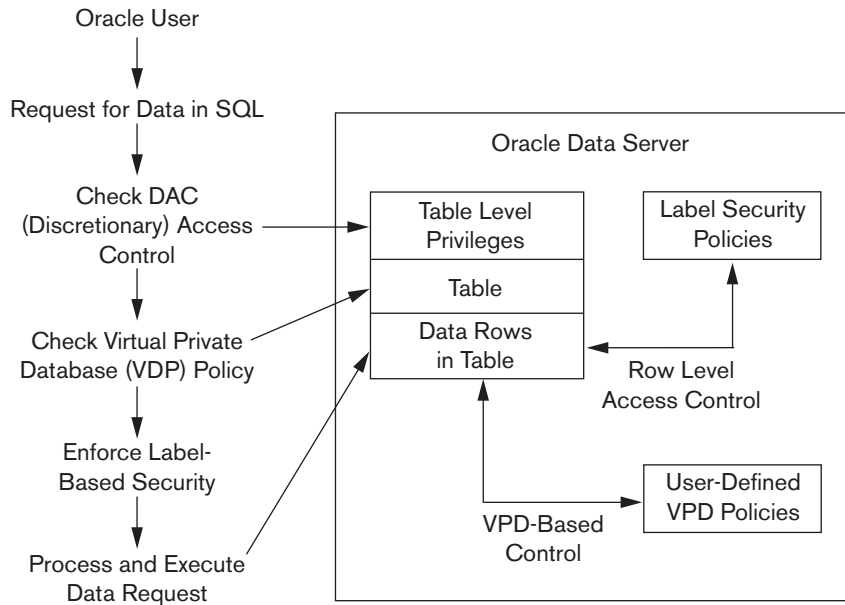 Oracle User
Request for Data in SQL
Check DAC
(Discretionary) Access
Control
Check Virtual Private
Database (VDP) Policy
Enforce Label-
Based Security
Process and Execute
Data Request
Oracle Data Server
Table Level
Privileges
Table
Data Rows
in Table
Label Security
Policies
Row Level
Access Control
User-Defined
VPD Policies
VPD-Based
Control